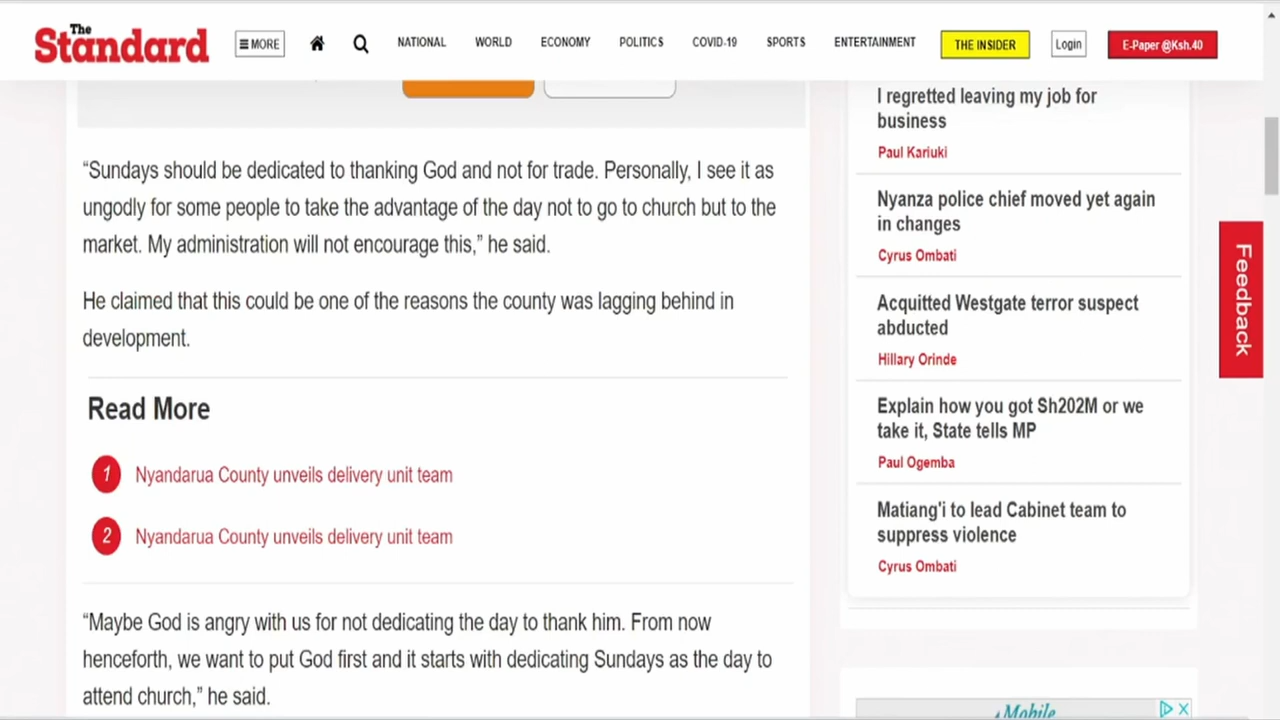 The
Standard
MORE
NATIONAL WORLD ECONOMY POLITICS COVID-19 SPORTS ENTERTAINMENT THE INSIDER Login E-Paper @Ksh.40
“Sundays should be dedicated to thanking God and not for trade. Personally, I see it as
ungodly for some people to take the advantage of the day not to go to church but to the
market. My administration will not encourage this,” he said.
He claimed that this could be one of the reasons the county was lagging behind in
development.
Read More
1 Nyandarua County unveils delivery unit team
2 Nyandarua County unveils delivery unit team
“Maybe God is angry with us for not dedicating the day to thank him. From now
henceforth, we want to put God first and it starts with dedicating Sundays as the day to
attend church,” he said.
I regretted leaving my job for
business
Paul Kariuki
Nyanza police chief moved yet again
in changes
Cyrus Ombati
Acquitted Westgate terror suspect
abducted
Hillary Orinde
Explain how you got Sh202M or we
take it, State tells MP
Paul Ogemba
Matiang'i to lead Cabinet team to
suppress violence
Cyrus Ombati
Mobile
Feedback